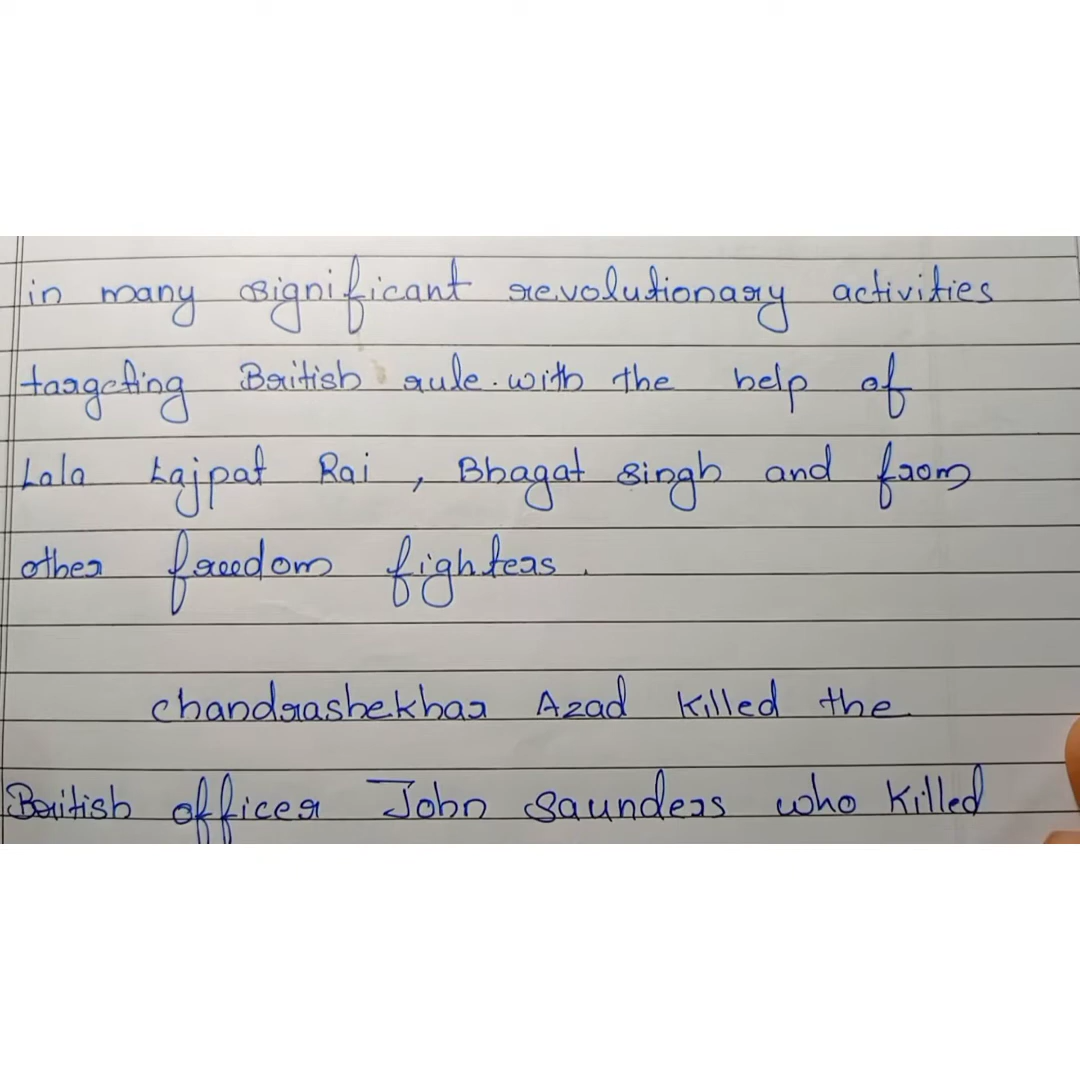 in many significant revolutionary activities
targeting British rule. with the help of
Lala Lajpat Rai , Bhagat singh and from
other freedom fighters .
chandrashekhar Azad killed the
British officer John saunders who killed